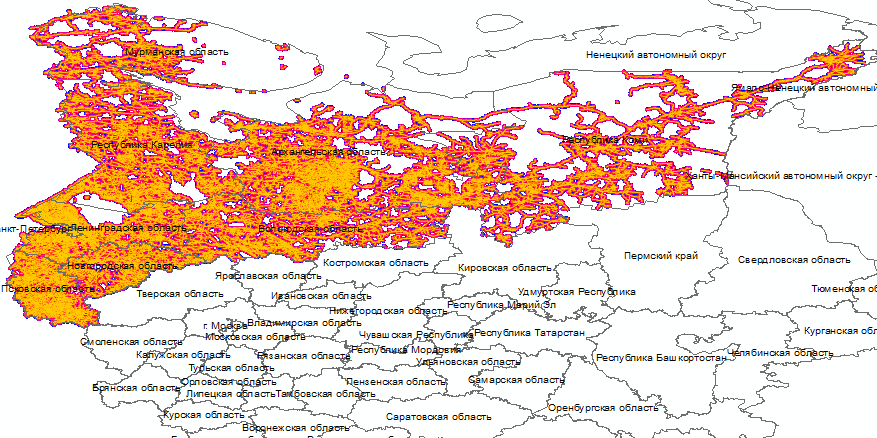 Мурманская область
Ненецкий автономный округ
Ямало-Ненецкий автономный
Республика Карелия
Архангельская область
Республика Коми
Ханты-Мансийский автономный округ -
анкт-Петербург
Ленинградская область
Вологодская область
Новгородская область
Псковская область
Костромская область
Кировская область
Пермский край
Свердловская область
Ярославская область
Тверская область
Ивановская область
Удмуртская Республика
Тюменская об
Нижегородская область
Республика Марий Эл
г. Москва
Владимирская область
Московская область
Чувашская Республика
Республика Татарстан
Курганская обл
Смоленская область
Калужская область
Рязанская область
Республика Мордовия
Ульяновская область
Республика Башкортостан
Челябинская область
Тульская область
Орловская область
Пензенская область
Самарская область
Брянская область
Липецкая область
Тамбовская область
Курская область
Саратовская область
Оренбургская область
Воронежская область